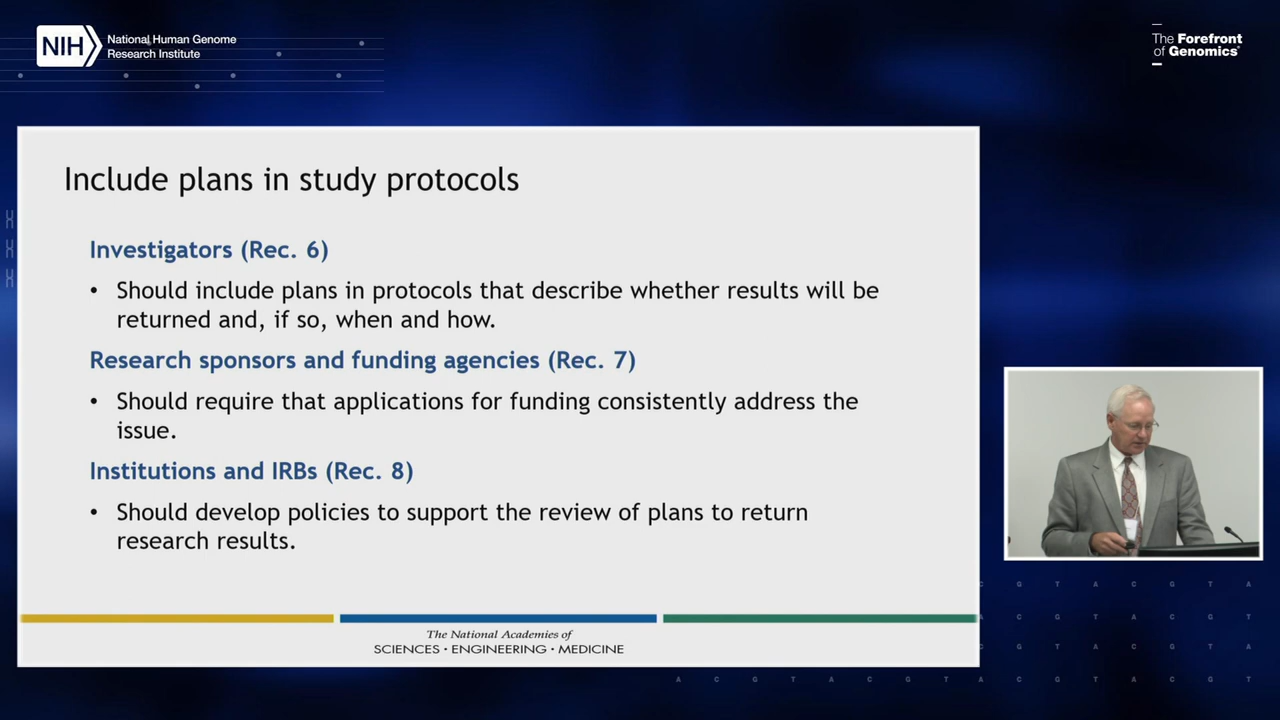 NIH
National Human Genome
Research Institute
The Forefront
of Genomics®
Include plans in study protocols
Investigators (Rec. 6)
• Should include plans in protocols that describe whether results will be
returned and, if so, when and how.
Research sponsors and funding agencies (Rec. 7)
• Should require that applications for funding consistently address the
issue.
Institutions and IRBs (Rec. 8)
• Should develop policies to support the review of plans to return
research results.
The National Academies of
SCIENCES · ENGINEERING · MEDICINE
C G T A C G T A
A C G T A C G T
C G T A C G T A
A C G T A C G T A C G T A C G T